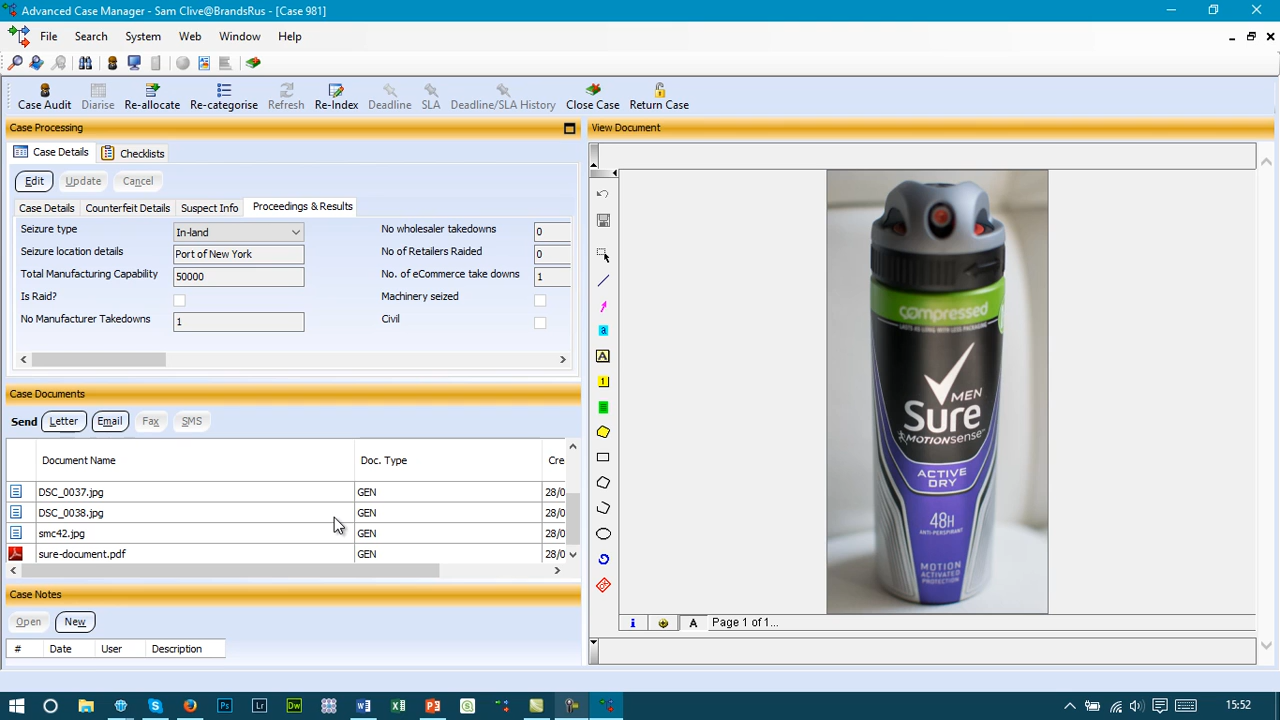 Advanced Case Manager - Sam Clive@BrandsRus - [Case 981]
File Search System Web Window Help
Case Audit Diarise Re-allocate Re-categorise Refresh Re-Index Deadline SLA Deadline/SLA History Close Case Return Case
Case Processing
Case Details Checklists
Edit Update Cancel
Case Details Counterfeit Details Suspect Info Proceedings & Results
Seizure type In-land No wholesaler takedowns 0
Seizure location details Port of New York No of Retailers Raided 0
Total Manufacturing Capability 50000 No. of eCommerce take downs 1
Is Raid? Machinery seized
No Manufacturer Takedowns 1 Civil
Case Documents
Send Letter Email Fax SMS
Document Name Doc. Type Cre
DSC_0037.jpg GEN 28/0
DSC_0038.jpg GEN 28/0
smc42.jpg GEN 28/0
sure-document.pdf GEN 28/0
Case Notes
Open New
# Date User Description
View Document
compressed
LASTS AS LONG WITH LESS PACKAGING
MEN
Sure
MOTIONSENSE
ACTIVE
DRY
48H
ANTI-PERSPIRANT
MOTION
ACTIVATED
PROTECTION
Page 1 of 1...
15:52